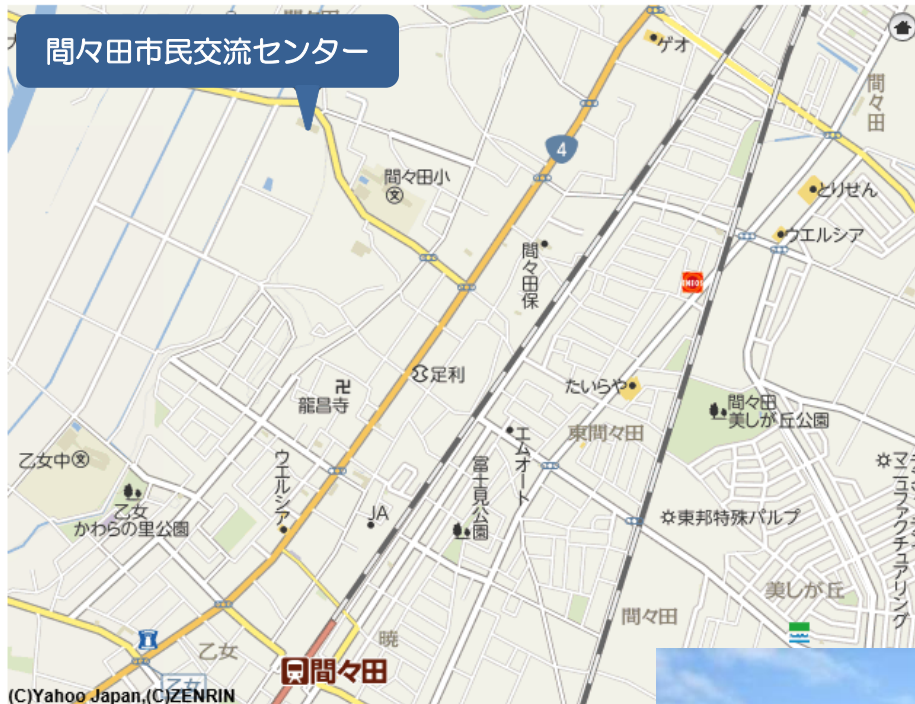 間々田市民交流センター
ゲオ
間々田
4
間々田小
とりせん
ウエルシア
間々田保
ENEOS
足利
龍昌寺
たいらや
間々田
美しが丘公園
東間々田
エムオート
乙女中
ウエルシア
冨士見公園
乙女
かわらの里公園
JA
東邦特殊パルプ
マニュファクチュアリング
美しが丘
間々田
暁
乙女
間々田
乙女
(C)Yahoo Japan,(C)ZENRIN